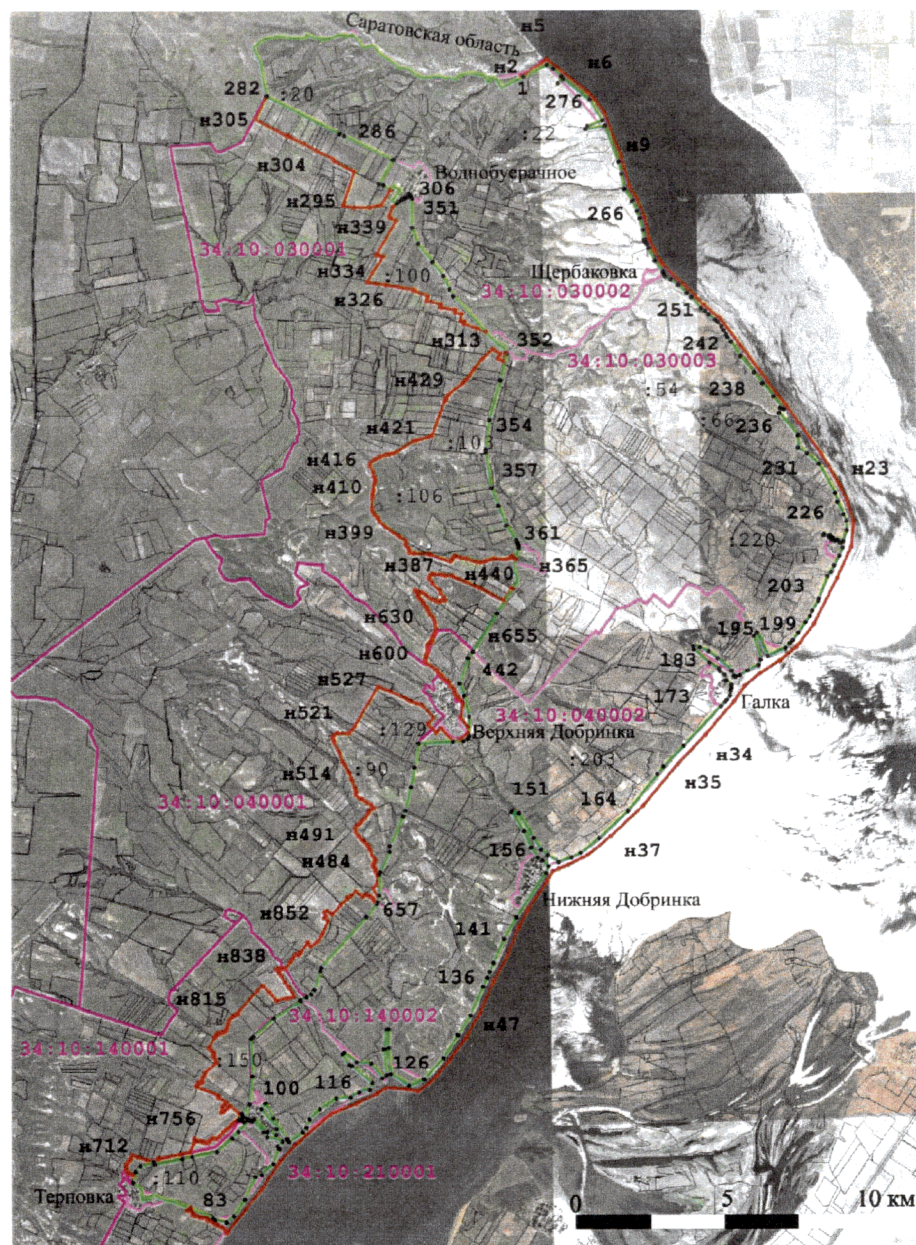 н5
Саратовская область
н2
н6
1
282
:20
276
н305
286
:22
н304
н9
Волнобуерачное
306
н295
351
266
н339
34:10:030001
н334
:100
Щербаковка
34:10:030002
н326
251
н313
352
242
34:10:030003
н429
238
:54
:66
354
236
н421
:103
н416
357
231
н23
н410
:106
226
н399
361
:220
н387
н365
н440
203
н630
195
199
н655
н600
183
442
н527
173
Галка
н521
34:10:040002
:129
Верхняя Добринка
н34
н514
:90
:203
н35
34:10:040001
151
164
н491
156
н37
н484
Нижняя Добринка
657
н852
141
н838
136
н815
34:10:140002
н47
34:10:140001
:150
126
116
100
н756
н712
34:10:210001
:110
Терповка
83
0 5 10 км